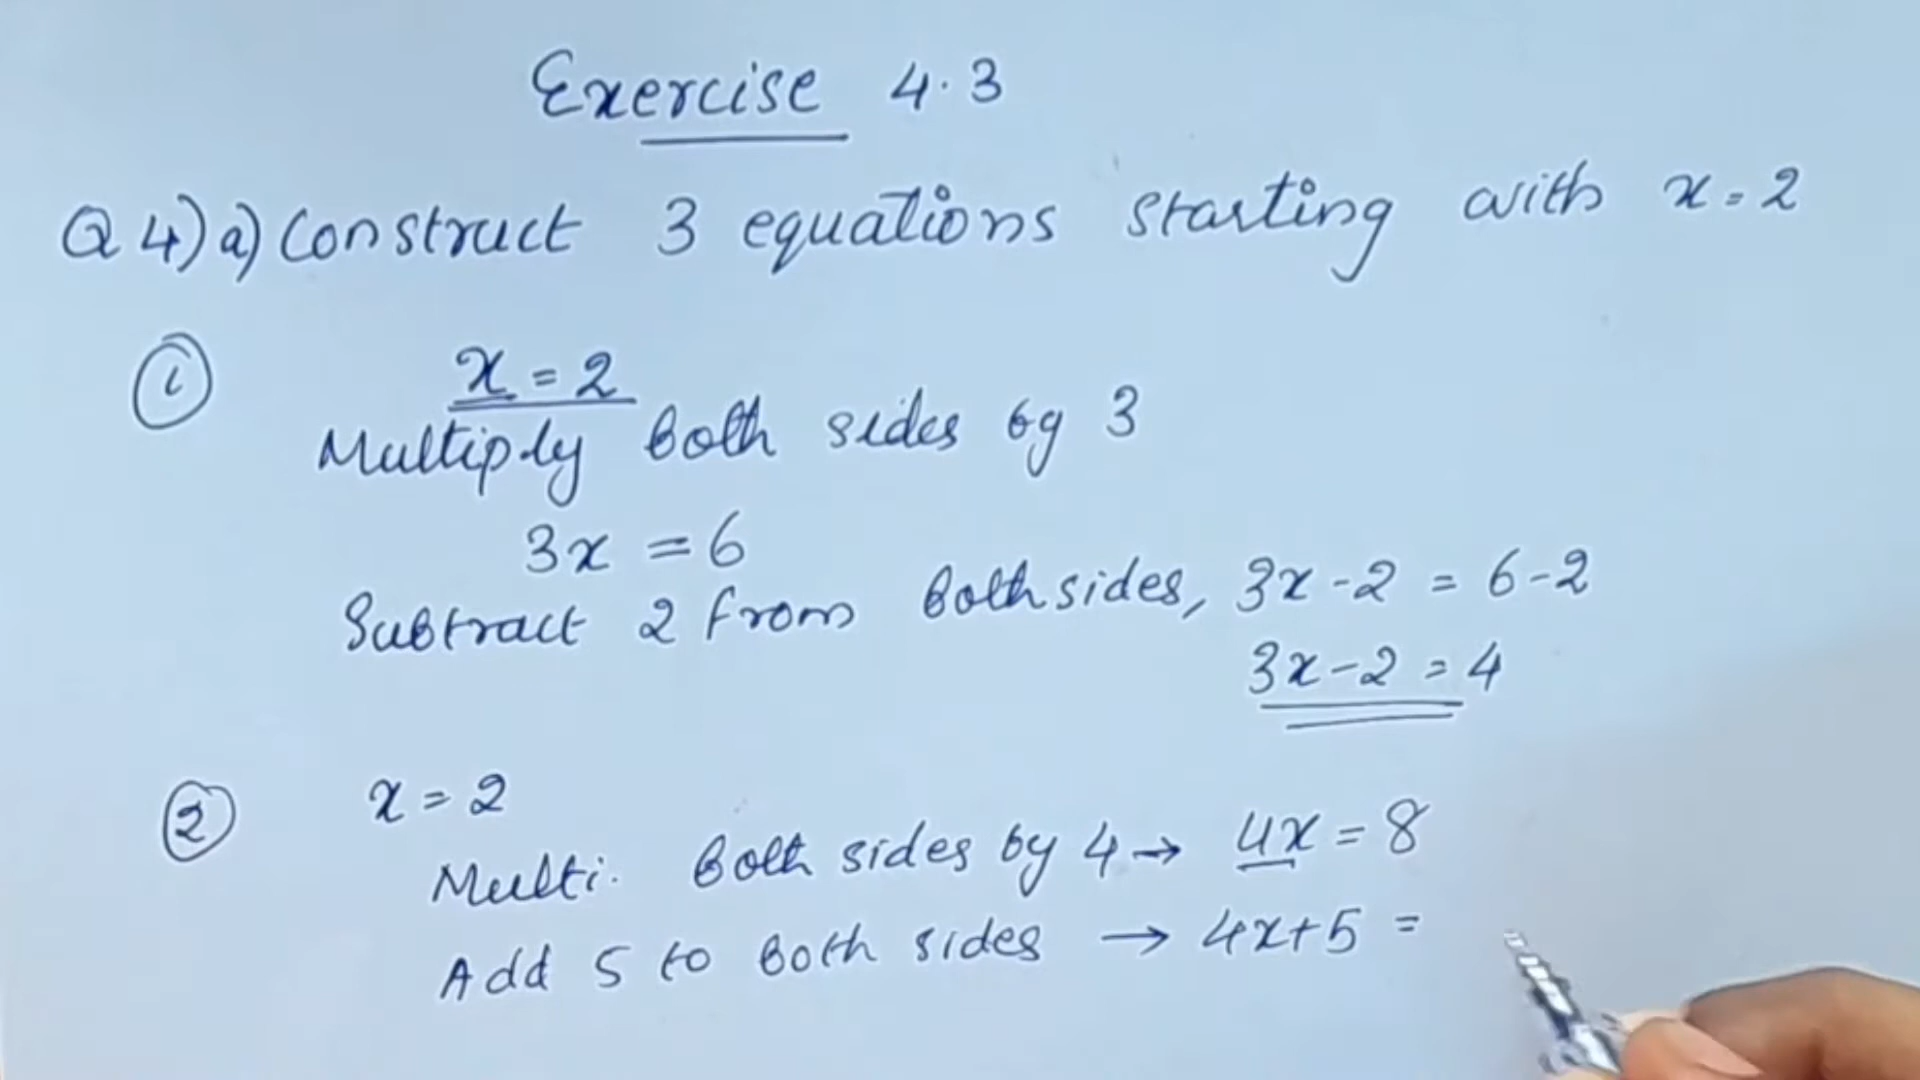 Exercise 4.3
Q 4) a) Construct 3 equations starting with x = 2
① x = 2
Multiply both sides by 3
3x = 6
Subtract 2 from both sides, 3x - 2 = 6 - 2
3x - 2 = 4
② x = 2
Multi. both sides by 4 → 4x = 8
Add 5 to both sides → 4x + 5 =